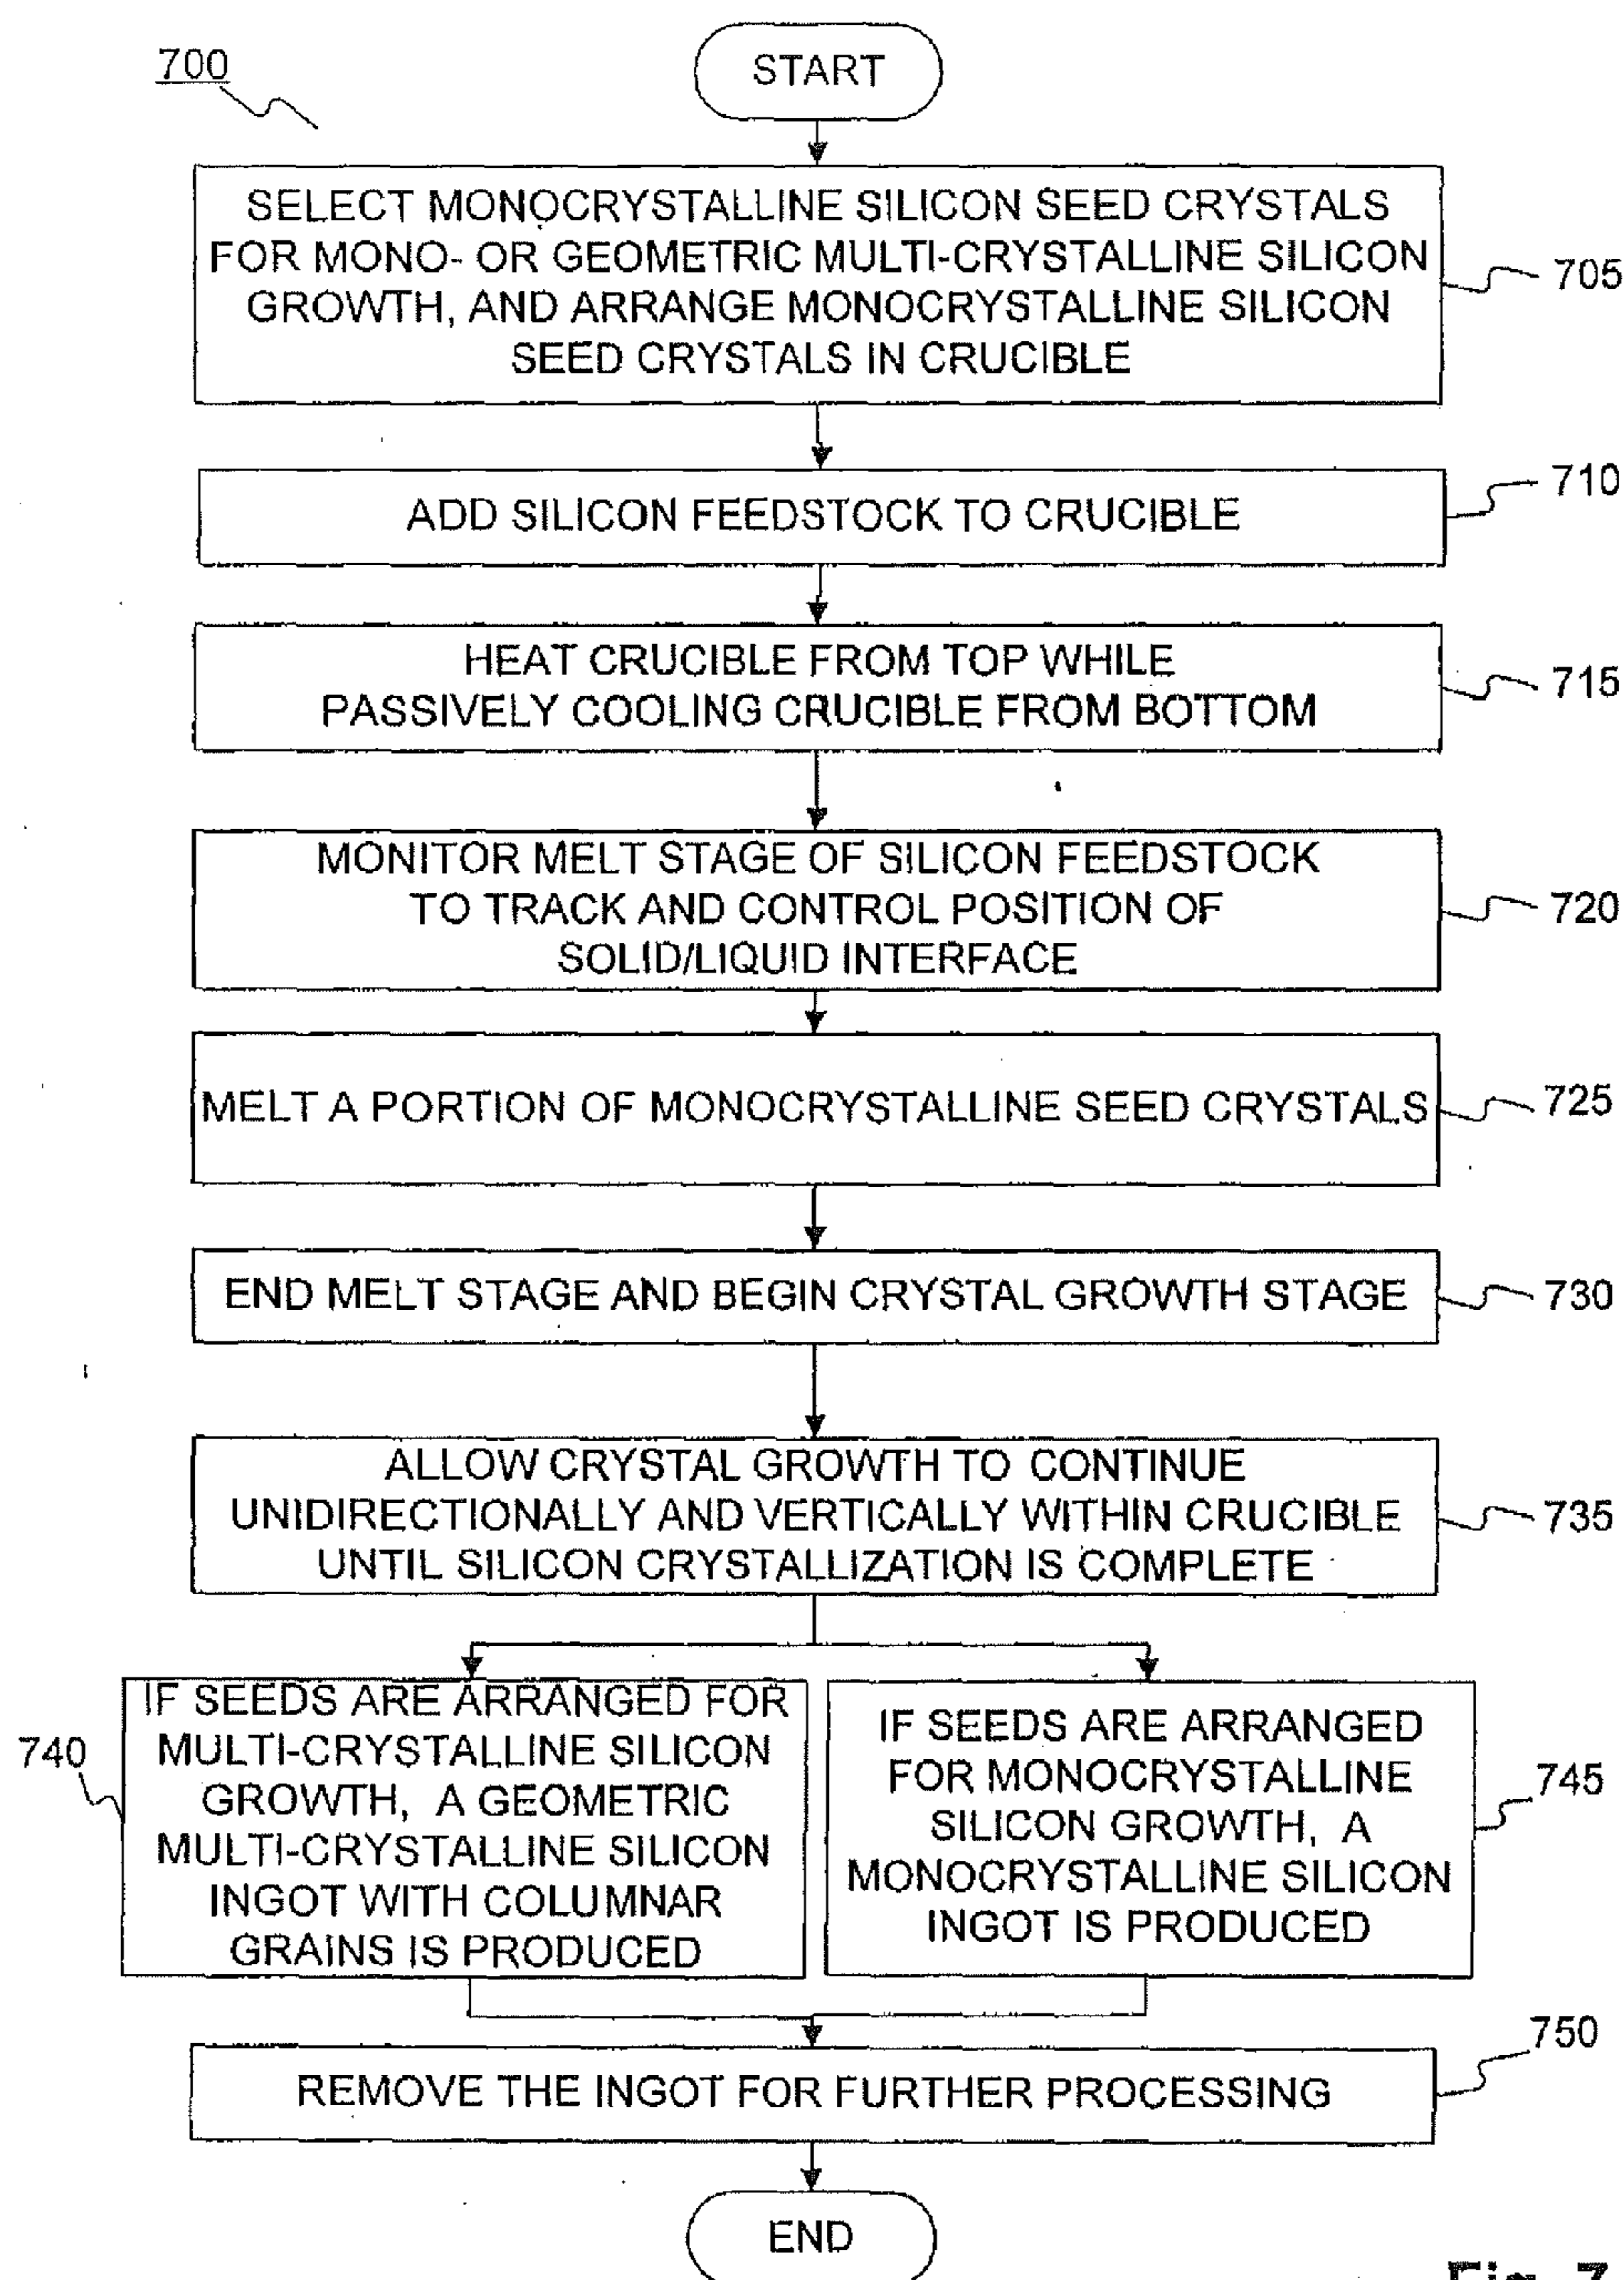 700
START
SELECT MONOCRYSTALLINE SILICON SEED CRYSTALS
FOR MONO- OR GEOMETRIC MULTI-CRYSTALLINE SILICON
GROWTH, AND ARRANGE MONOCRYSTALLINE SILICON
SEED CRYSTALS IN CRUCIBLE
705
ADD SILICON FEEDSTOCK TO CRUCIBLE
710
HEAT CRUCIBLE FROM TOP WHILE
PASSIVELY COOLING CRUCIBLE FROM BOTTOM
715
MONITOR MELT STAGE OF SILICON FEEDSTOCK
TO TRACK AND CONTROL POSITION OF
SOLID/LIQUID INTERFACE
720
MELT A PORTION OF MONOCRYSTALLINE SEED CRYSTALS
725
END MELT STAGE AND BEGIN CRYSTAL GROWTH STAGE
730
ALLOW CRYSTAL GROWTH TO CONTINUE
UNIDIRECTIONALLY AND VERTICALLY WITHIN CRUCIBLE
UNTIL SILICON CRYSTALLIZATION IS COMPLETE
735
740
IF SEEDS ARE ARRANGED FOR
MULTI-CRYSTALLINE SILICON
GROWTH, A GEOMETRIC
MULTI-CRYSTALLINE SILICON
INGOT WITH COLUMNAR
GRAINS IS PRODUCED
IF SEEDS ARE ARRANGED
FOR MONOCRYSTALLINE
SILICON GROWTH, A
MONOCRYSTALLINE SILICON
INGOT IS PRODUCED
745
REMOVE THE INGOT FOR FURTHER PROCESSING
750
END
Fig. 7